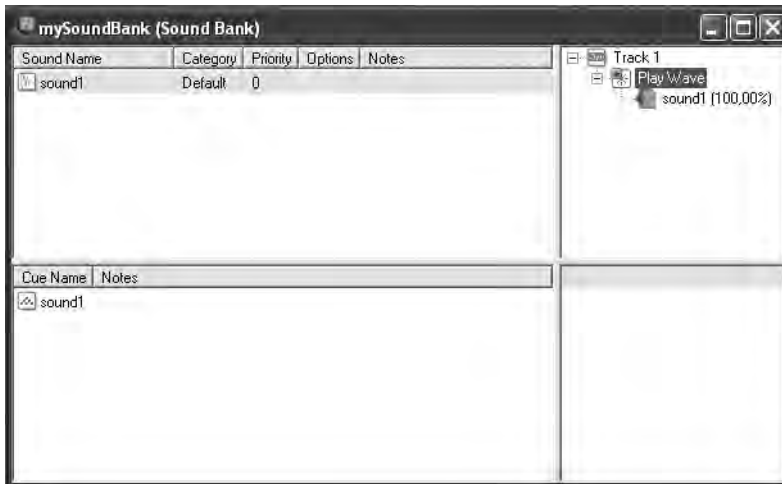 mySoundBank (Sound Bank)
Sound Name Category Priority Options Notes
sound1 Default 0
Track 1
Play Wave
sound1 (100,00%)
Cue Name Notes
sound1